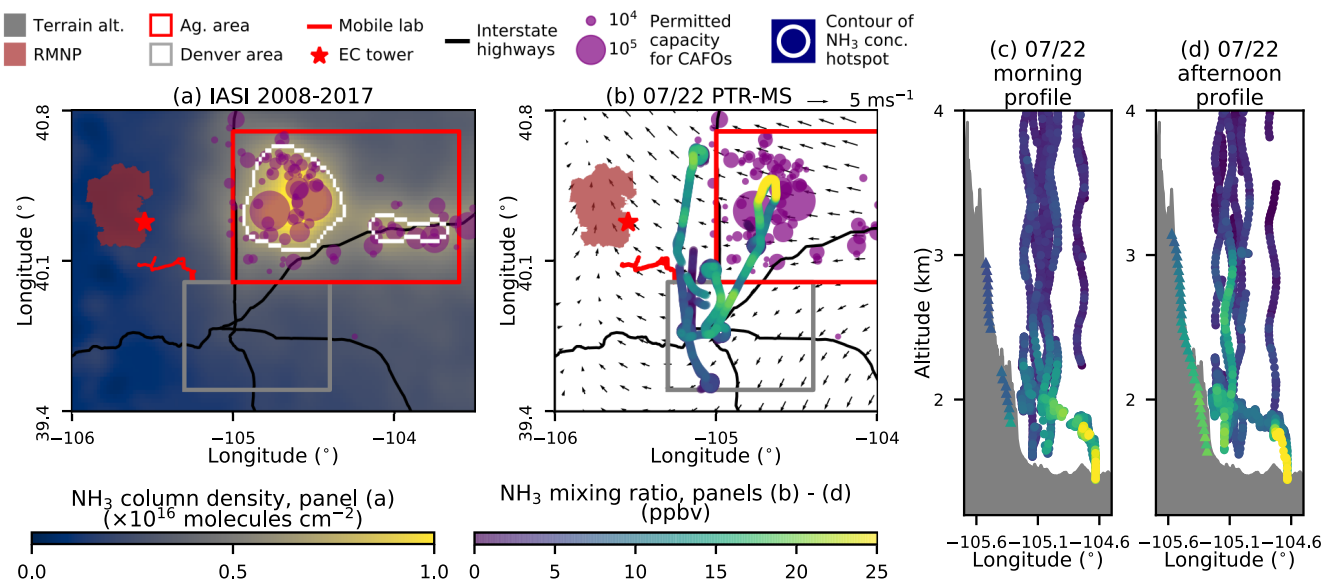 Terrain alt.
RMNP
Ag. area
Denver area
Mobile lab
EC tower
Interstate
highways
10⁴
10⁵
Permitted
capacity
for CAFOs
Contour of
NH₃ conc.
hotspot
(a) IASI 2008-2017
40.8
40.1
39.4
Longitude (°)
−106
−105
−104
Longitude (°)
(b) 07/22 PTR-MS
5 ms⁻¹
40.8
40.1
39.4
Longitude (°)
−106
−105
−104
Longitude (°)
(c) 07/22
morning
profile
4
3
2
Altitude (km)
−105.6
−105.1
−104.6
Longitude (°)
(d) 07/22
afternoon
profile
4
3
2
−105.6
−105.1
−104.6
Longitude (°)
NH₃ column density, panel (a)
(×10¹⁶ molecules cm⁻²)
0.0
0.5
1.0
NH₃ mixing ratio, panels (b) - (d)
(ppbv)
0
5
10
15
20
25